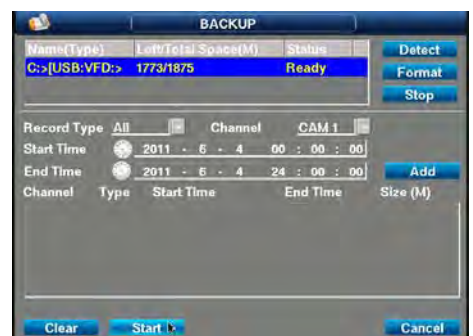 BACKUP
Name(Type) Left/Total Space(M) Status
C:>[USB:VFD:> 1773/1875 Ready
Detect
Format
Stop
Record Type All Channel CAM 1
Start Time 2011 - 6 - 4 00 : 00 : 00
End Time 2011 - 6 - 4 24 : 00 : 00 Add
Channel Type Start Time End Time Size (M)
Clear Start Cancel